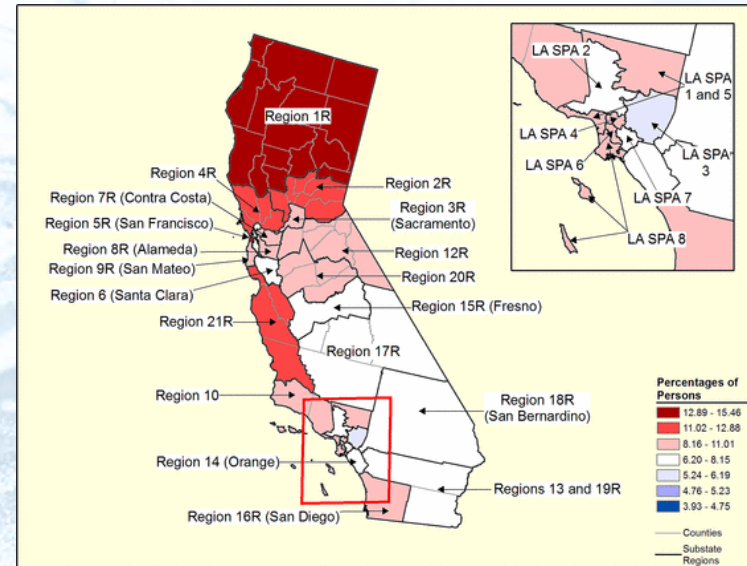 Region 1R
Region 4R
Region 7R (Contra Costa)
Region 5R (San Francisco)
Region 8R (Alameda)
Region 9R (San Mateo)
Region 6 (Santa Clara)
Region 21R
Region 10
Region 14 (Orange)
Region 16R (San Diego)
Region 2R
Region 3R
(Sacramento)
Region 12R
Region 20R
Region 15R (Fresno)
Region 17R
Region 18R
(San Bernardino)
Regions 13 and 19R
LA SPA 2
LA SPA
1 and 5
LA SPA 4
LA SPA 6
LA SPA
3
LA SPA 7
LA SPA 8
Percentages of
Persons
12.89 - 15.46
11.02 - 12.88
8.16 - 11.01
6.20 - 8.15
5.24 - 6.19
4.76 - 5.23
3.93 - 4.75
Counties
Substate
Regions